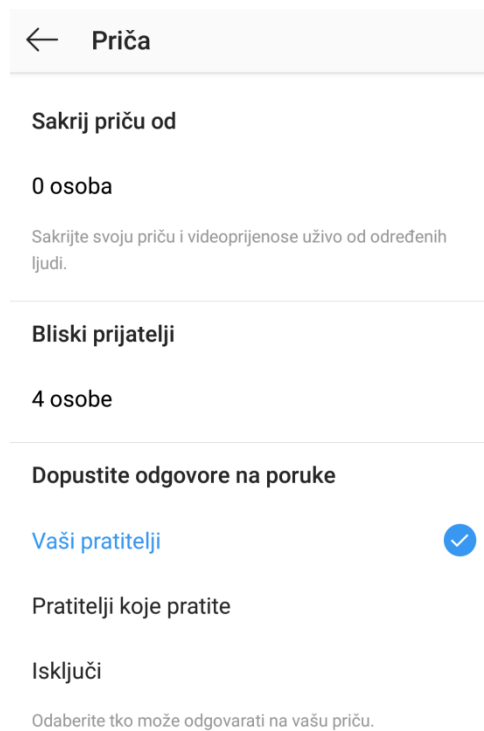 Priča
Sakrij priču od
0 osoba
Sakrijte svoju priču i videoprijenose uživo od određenih
ljudi.
Bliski prijatelji
4 osobe
Dopustite odgovore na poruke
Vaši pratitelji
Pratitelji koje pratite
Isključi
Odaberite tko može odgovarati na vašu priču.